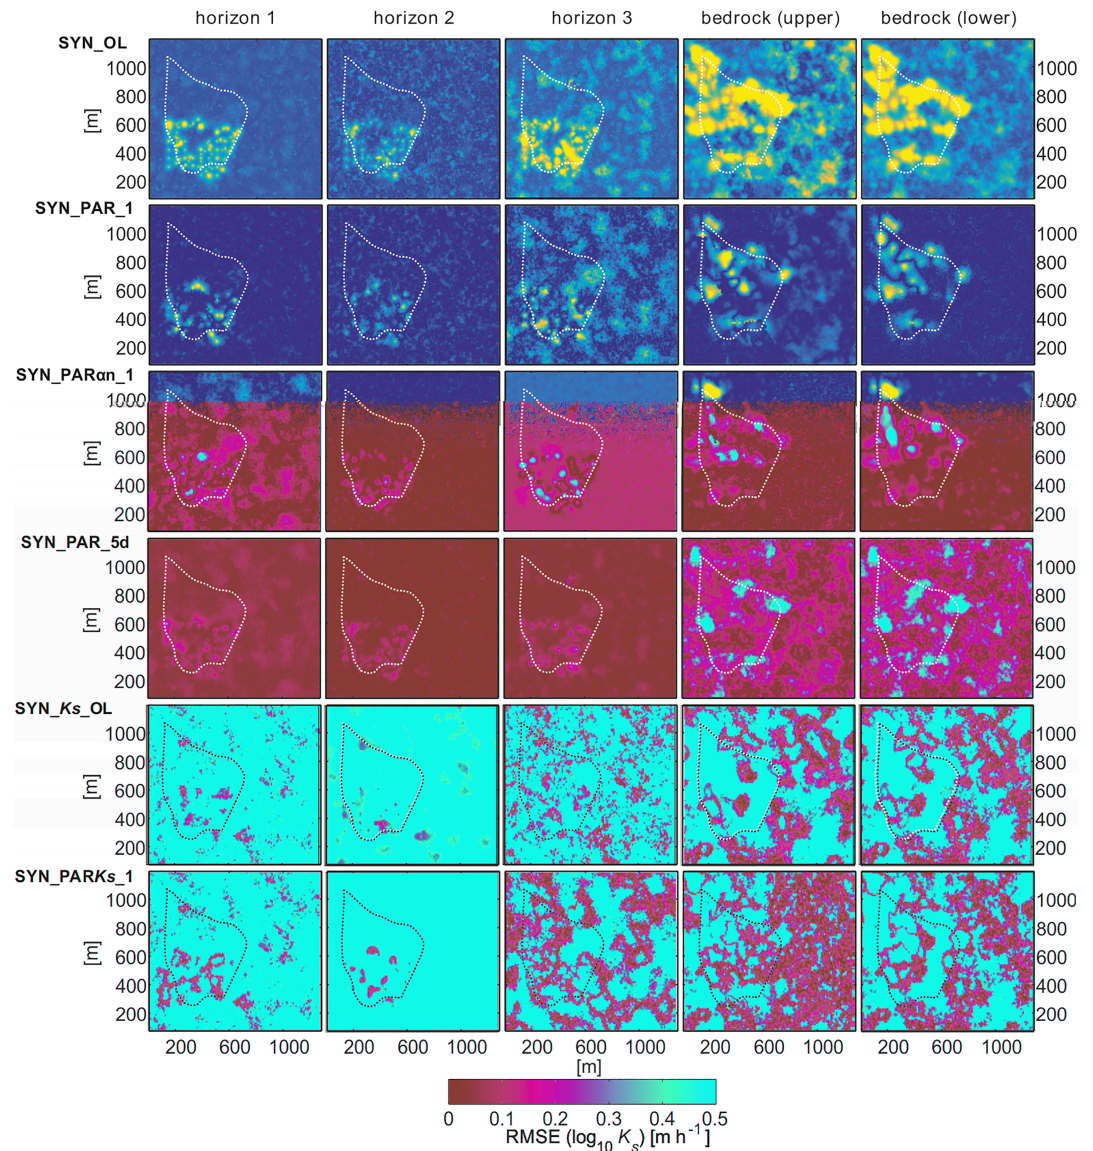 horizon 1 horizon 2 horizon 3 bedrock (upper) bedrock (lower)
SYN_OL
1000 1000
800 800
[m]
600 600
400 400
200 200
SYN_PAR_1
1000 1000
800 800
[m]
600 600
400 400
200 200
SYN_PARαn_1
1000 1000
800 800
[m]
600 600
400 400
200 200
SYN_PAR_5d
1000 1000
800 800
[m]
600 600
400 400
200 200
SYN_Ks_OL
1000 1000
800 800
[m]
600 600
400 400
200 200
SYN_PARKs_1
1000 1000
800 800
[m]
600 600
400 400
200 200
200 600 1000 200 600 1000 200 600 1000 200 600 1000 200 600 1000
[m]
0 0.1 0.2 0.3 0.4 0.5
RMSE (log10 Ks) [m h-1 ]